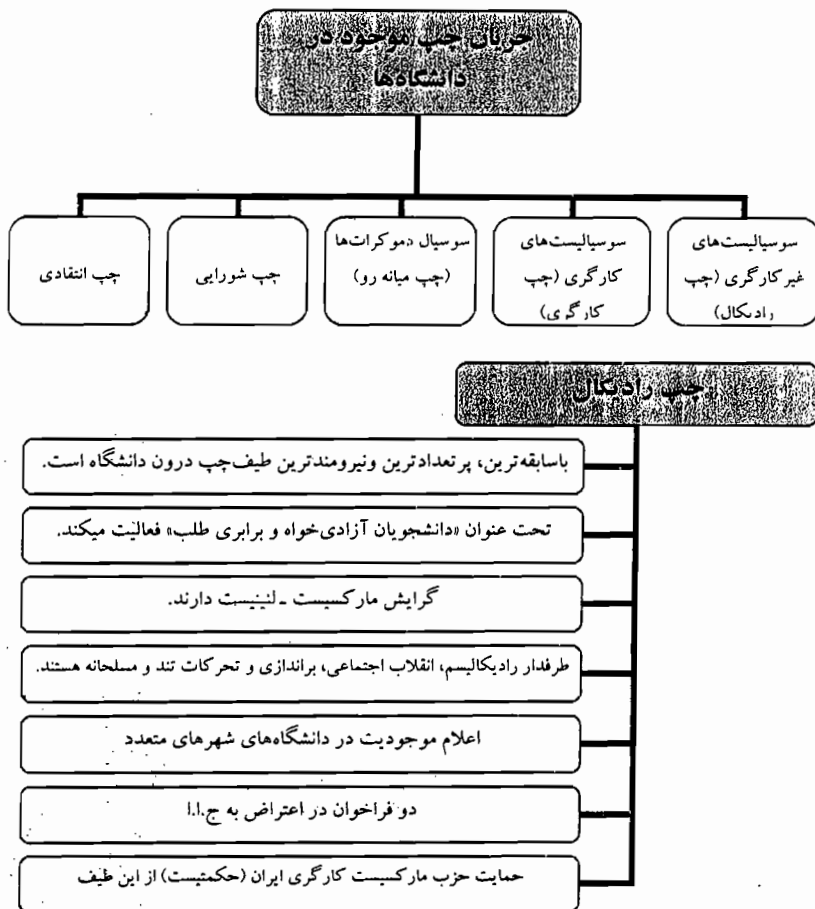 جریان چپ موجود در
دانشگاه‌ها
سوسیالیست‌های
غیرکارگری (چپ
رادیکال)
سوسیالیست‌های
کارگری (چپ
کارگری)
سوسیال دموکرات‌ها
(چپ میانه رو)
چپ شورایی
چپ انتقادی
چپ رادیکال
باسابقه‌ترین، پرتعدادترین ونیرومندترین طیف‌چپ درون دانشگاه است.
تحت عنوان «دانشجویان آزادی‌خواه و برابری طلب» فعالیت میکند.
گرایش مارکسیست ـ لنینیست دارند.
طرفدار رادیکالیسم، انقلاب اجتماعی، براندازی و تحرکات تند و مسلحانه هستند.
اعلام موجودیت در دانشگاه‌های شهرهای متعدد
دو فراخوان در اعتراض به ج.ا.ا
حمایت حزب مارکسیست کارگری ایران (حکمتیست) از این طیف